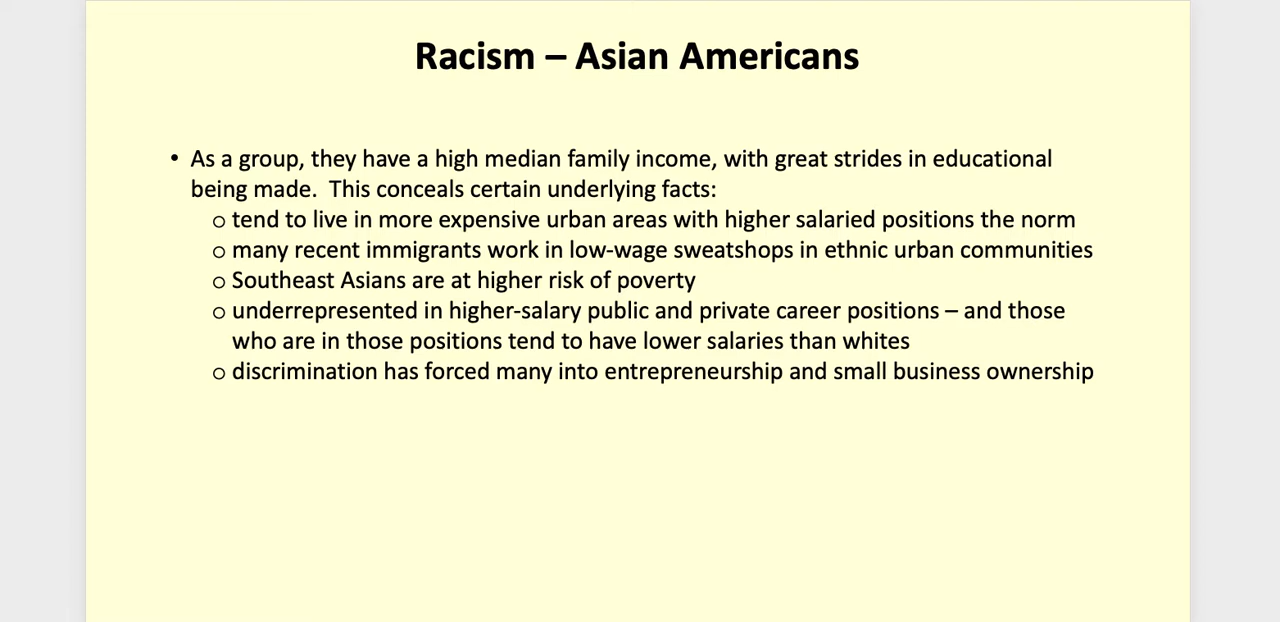 Racism – Asian Americans
• As a group, they have a high median family income, with great strides in educational
being made.  This conceals certain underlying facts:
o tend to live in more expensive urban areas with higher salaried positions the norm
o many recent immigrants work in low-wage sweatshops in ethnic urban communities
o Southeast Asians are at higher risk of poverty
o underrepresented in higher-salary public and private career positions – and those
who are in those positions tend to have lower salaries than whites
o discrimination has forced many into entrepreneurship and small business ownership